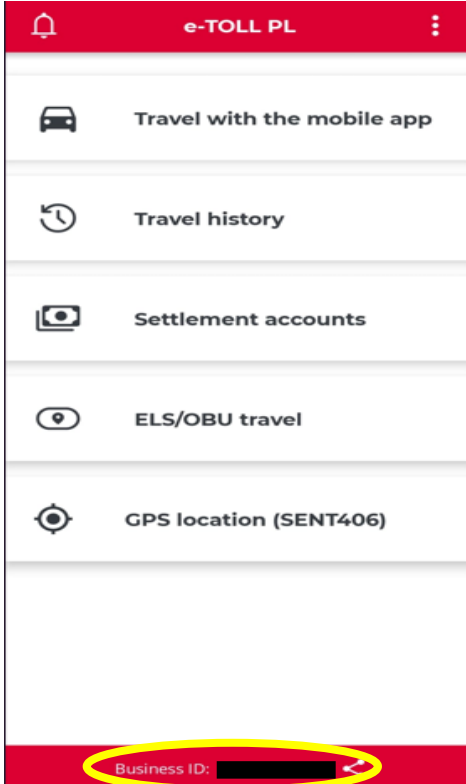 e-TOLL PL
Travel with the mobile app
Travel history
Settlement accounts
ELS/OBU travel
GPS location (SENT406)
Business ID: